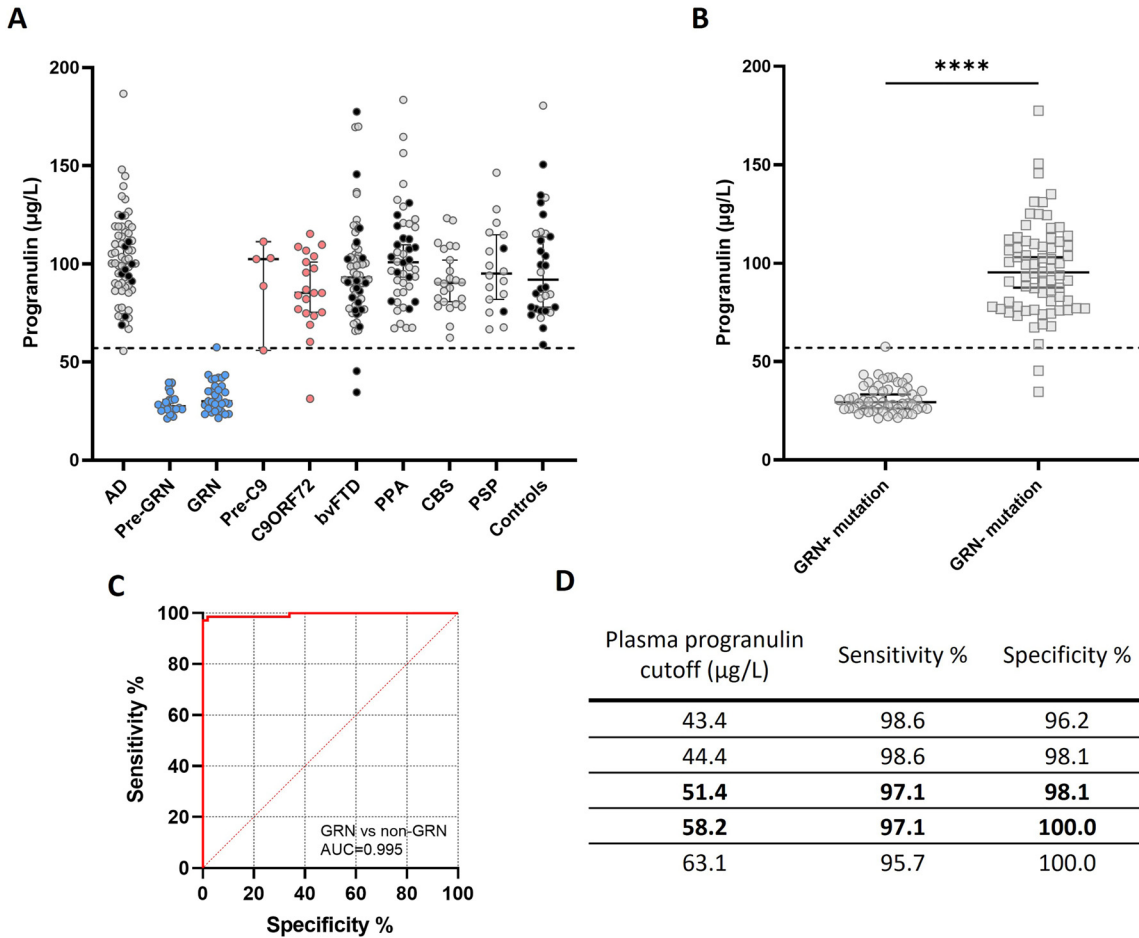 A
B
200
150
100
50
0
Progranulin (µg/L)
AD
Pre-GRN
GRN
Pre-C9
C9ORF72
bvFTD
PPA
CBS
PSP
Controls
****
200
150
100
50
0
Progranulin (µg/L)
GRN+ mutation
GRN- mutation
C
100
80
60
40
20
0
Sensitivity %
GRN vs non-GRN
AUC=0.995
0 20 40 60 80 100
Specificity %
D
Plasma progranulin Sensitivity % Specificity %
cutoff (µg/L)
43.4 98.6 96.2
44.4 98.6 98.1
51.4 97.1 98.1
58.2 97.1 100.0
63.1 95.7 100.0